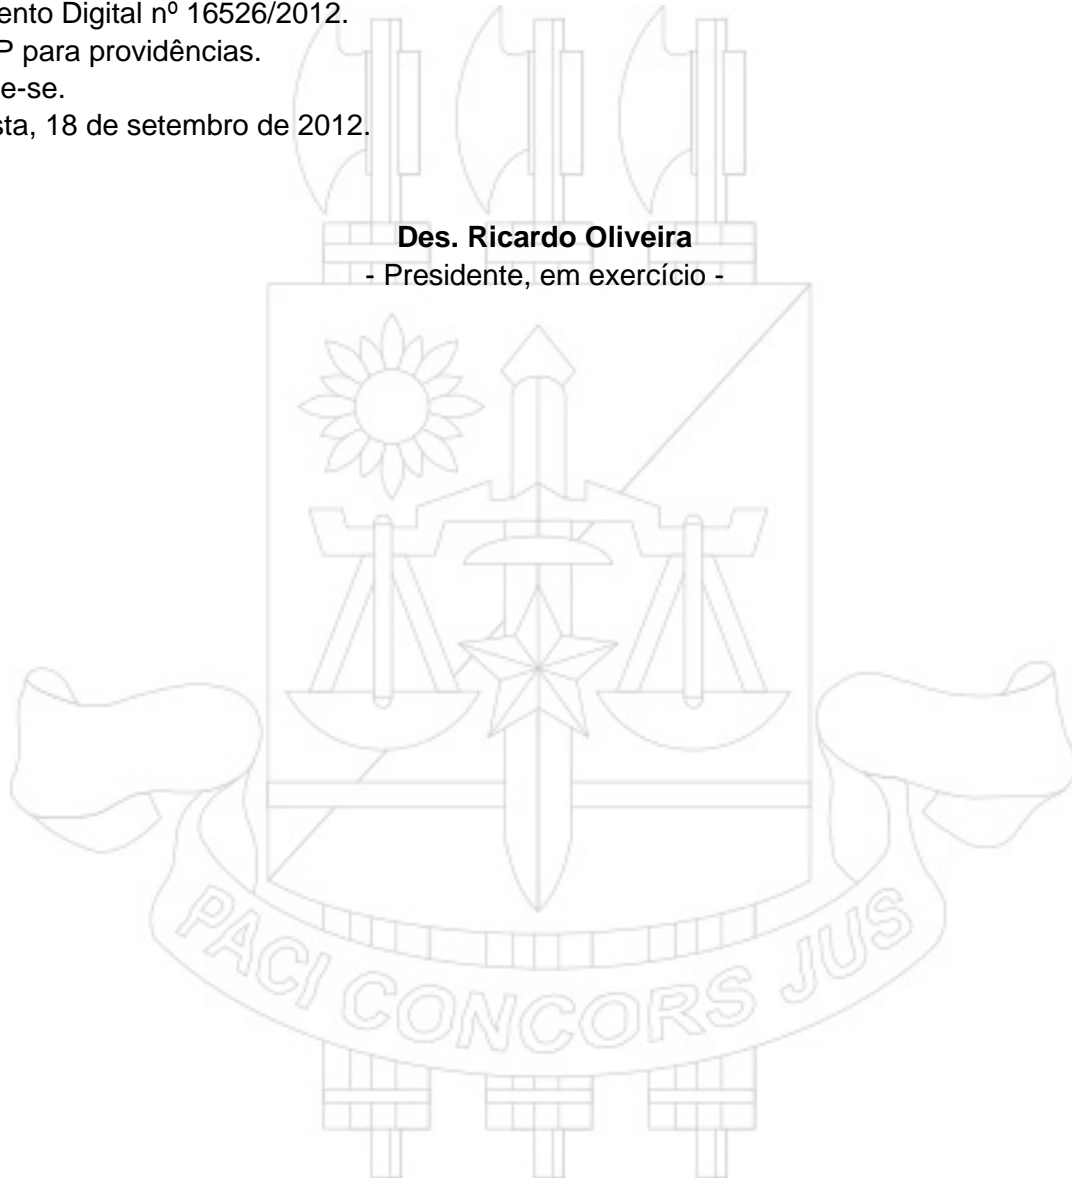 ento Digital nº 16526/2012.
P para providências.
e-se.
sta, 18 de setembro de 2012.
Des. Ricardo Oliveira
- Presidente, em exercício -
PACI CONCORS JUS